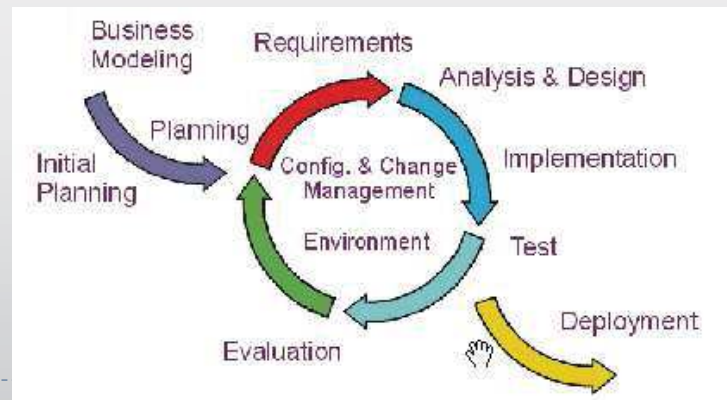 Business
Modeling
Requirements
Analysis & Design
Planning
Initial
Planning
Config. & Change
Management
Implementation
Environment
Test
Deployment
Evaluation